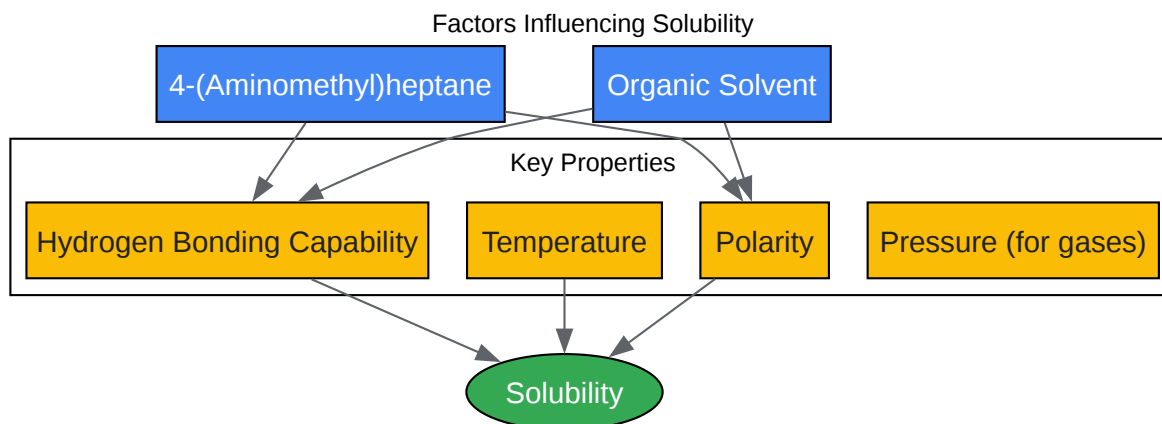 Factors Influencing Solubility
4-(Aminomethyl)heptane
Organic Solvent
Key Properties
Hydrogen Bonding Capability
Temperature
Polarity
Pressure (for gases)
Solubility